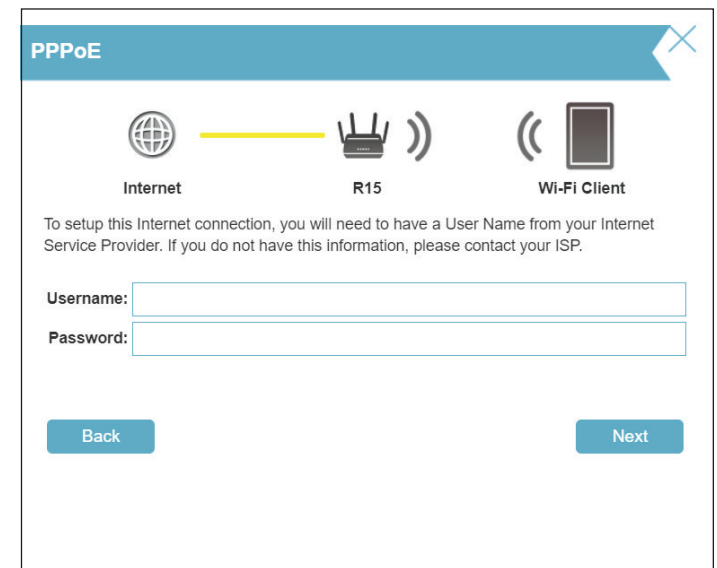 PPPoE
Internet
R15
Wi-Fi Client
To setup this Internet connection, you will need to have a User Name from your Internet
Service Provider. If you do not have this information, please contact your ISP.
Username:
Password:
Back
Next